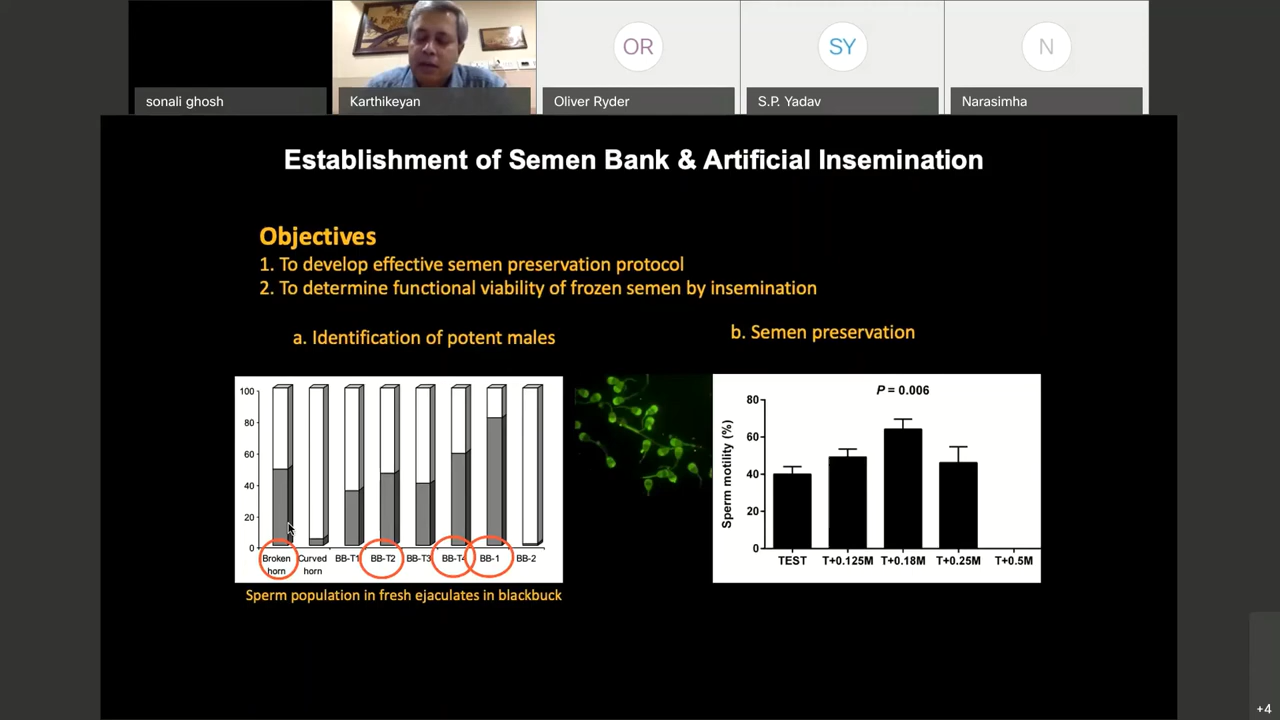 OR
SY
N
sonali ghosh
Karthikeyan
Oliver Ryder
S.P. Yadav
Narasimha
Establishment of Semen Bank & Artificial Insemination
Objectives
1. To develop effective semen preservation protocol
2. To determine functional viability of frozen semen by insemination
a. Identification of potent males
b. Semen preservation
100
80
60
40
20
0
Broken horn
Curved horn
BB-T1
BB-T2
BB-T3
BB-T4
BB-1
BB-2
Sperm population in fresh ejaculates in blackbuck
P = 0.006
Sperm motility (%)
80
60
40
20
0
TEST
T+0.125M
T+0.18M
T+0.25M
T+0.5M
+4